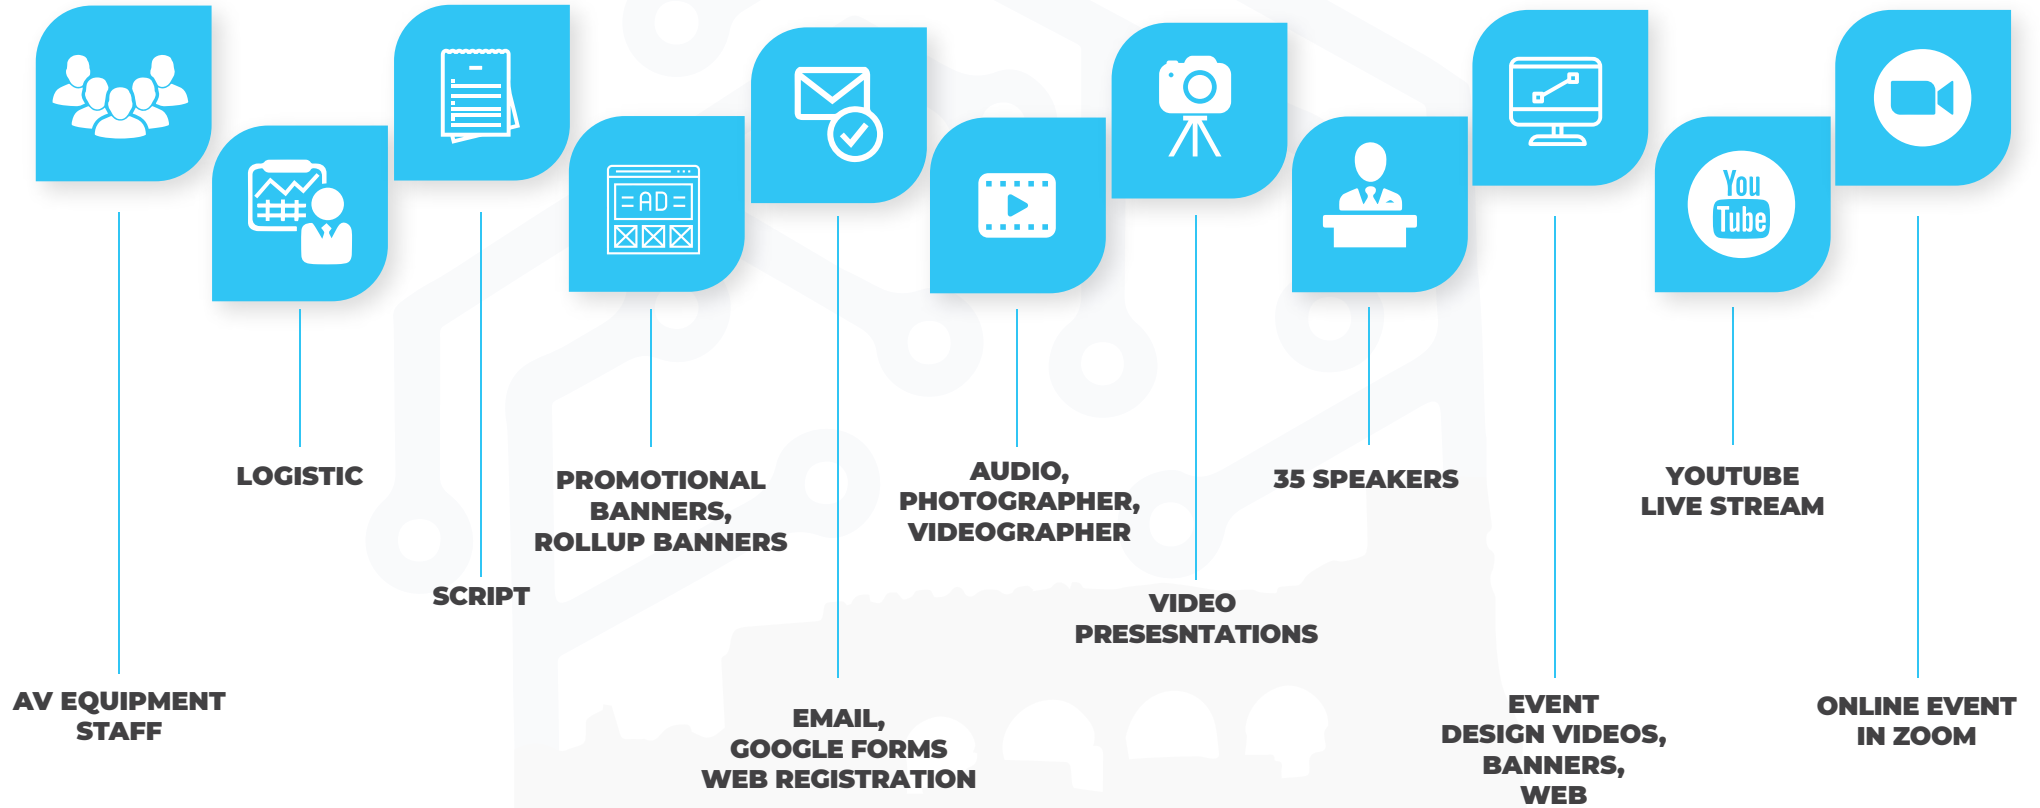 AD
You
Tube
AV EQUIPMENT
STAFF
LOGISTIC
SCRIPT
PROMOTIONAL
BANNERS,
ROLLUP BANNERS
EMAIL,
GOOGLE FORMS
WEB REGISTRATION
AUDIO,
PHOTOGRAPHER,
VIDEOGRAPHER
VIDEO
PRESESNTATIONS
35 SPEAKERS
EVENT
DESIGN VIDEOS,
BANNERS,
WEB
YOUTUBE
LIVE STREAM
ONLINE EVENT
IN ZOOM